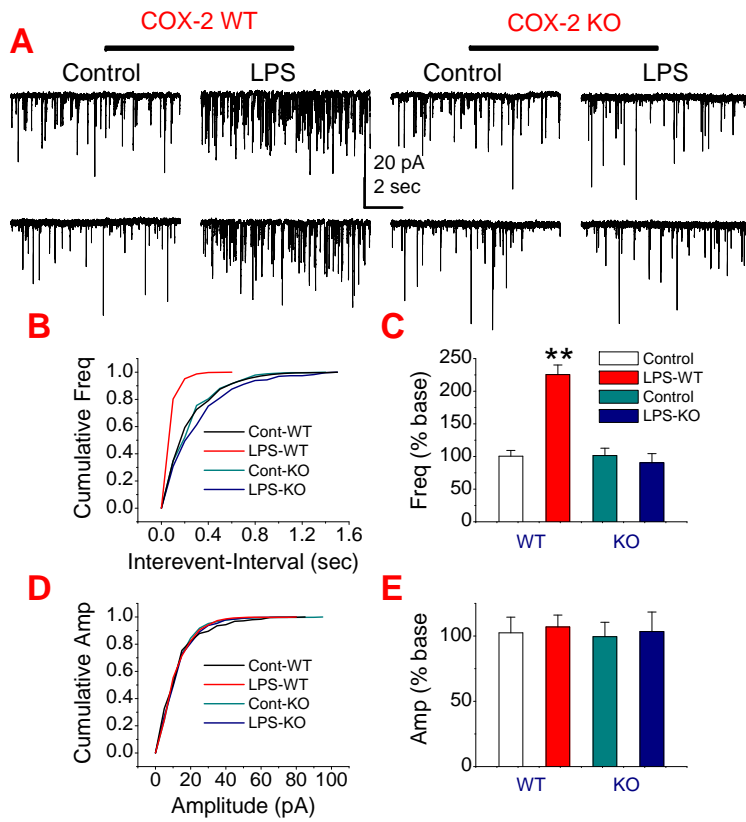 A
COX-2 WT
COX-2 KO
Control
LPS
Control
LPS
20 pA
2 sec
B
Cumulative Freq
1.0
0.8
0.6
0.4
0.2
0.0
Cont-WT
LPS-WT
Cont-KO
LPS-KO
0.0 0.4 0.8 1.2 1.6
Interevent-Interval (sec)
C
Freq (% base)
250
200
150
100
50
0
**
Control
LPS-WT
Control
LPS-KO
WT KO
D
Cumulative Amp
1.0
0.8
0.6
0.4
0.2
0.0
Cont-WT
LPS-WT
Cont-KO
LPS-KO
0 20 40 60 80 100
Amplitude (pA)
E
Amp (% base)
100
50
0
WT KO